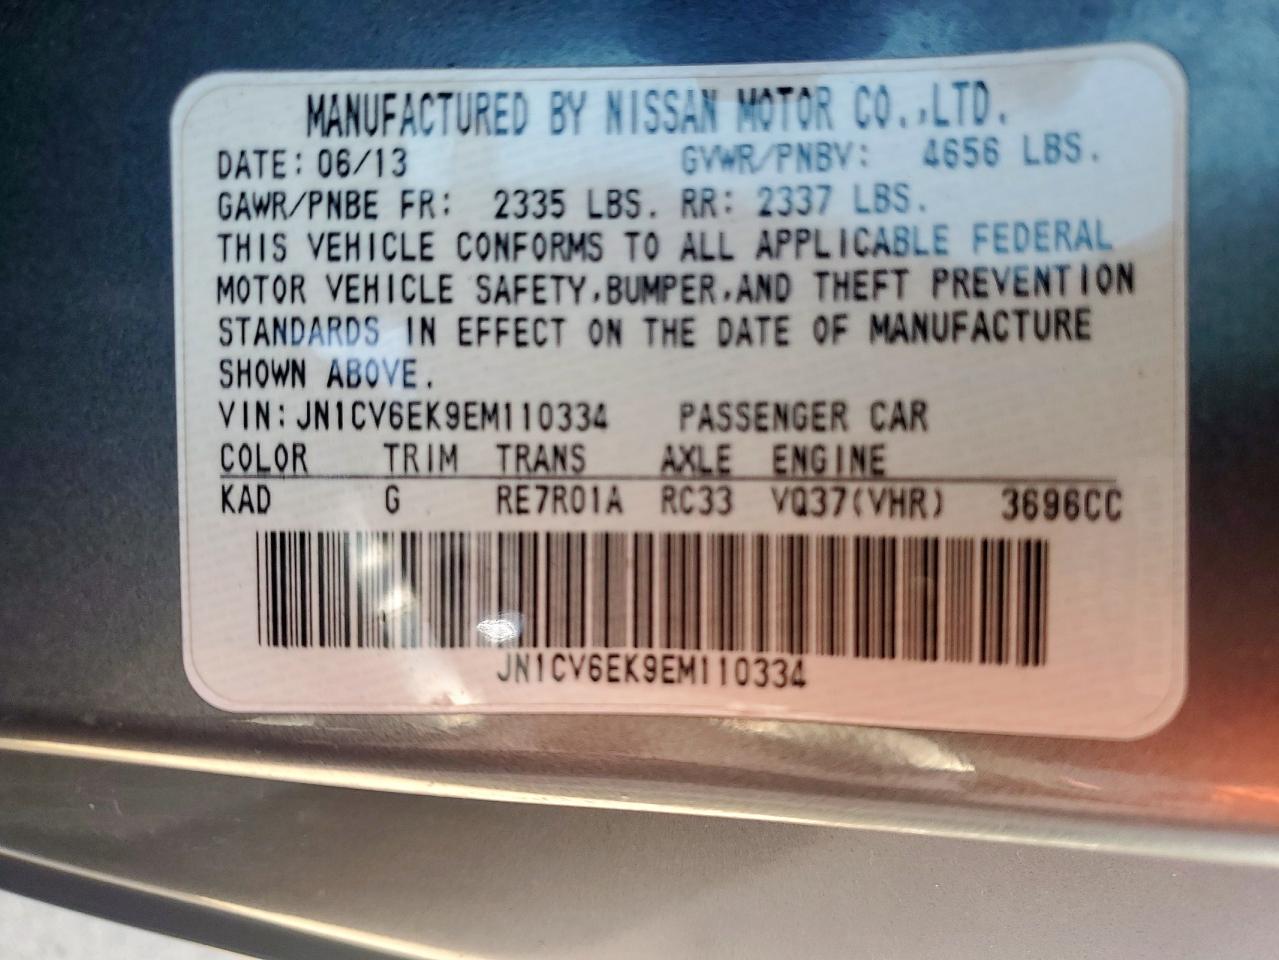 MANUFACTURED BY NISSAN MOTOR CO.,LTD.
DATE: 06/13 GVWR/PNBV: 4656 LBS.
GAWR/PNBE FR: 2335 LBS. RR: 2337 LBS.
THIS VEHICLE CONFORMS TO ALL APPLICABLE FEDERAL
MOTOR VEHICLE SAFETY,BUMPER,AND THEFT PREVENTION
STANDARDS IN EFFECT ON THE DATE OF MANUFACTURE
SHOWN ABOVE.
VIN:JN1CV6EK9EM110334 PASSENGER CAR
COLOR TRIM TRANS AXLE ENGINE
KAD G RE7R01A RC33 VQ37(VHR) 3696CC
JN1CV6EK9EM110334